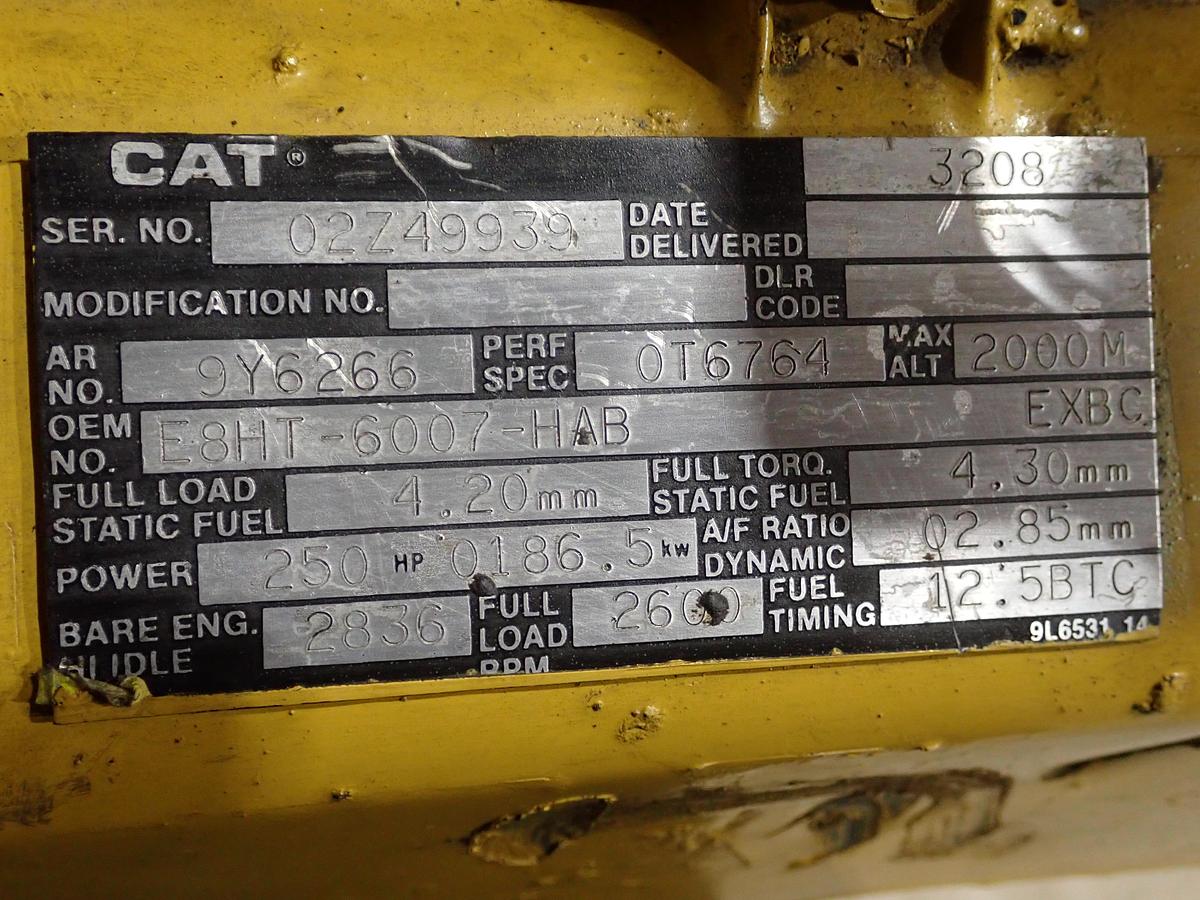 CAT® 3208
SER. NO. 02Z49939 DATE DELIVERED
MODIFICATION NO. DLR CODE
AR NO. 9Y6266 PERF SPEC 0T6764 MAX ALT 2000M
OEM NO. E8HT-6007-HAB EXBC
FULL LOAD STATIC FUEL 4.20mm FULL TORQ. STATIC FUEL 4.30mm
POWER 250 HP 0186.5 kw A/F RATIO DYNAMIC 02.85mm
BARE ENG. HI IDLE 2836 FULL LOAD RPM 2600 FUEL TIMING 12.5BTC
9L6531 14